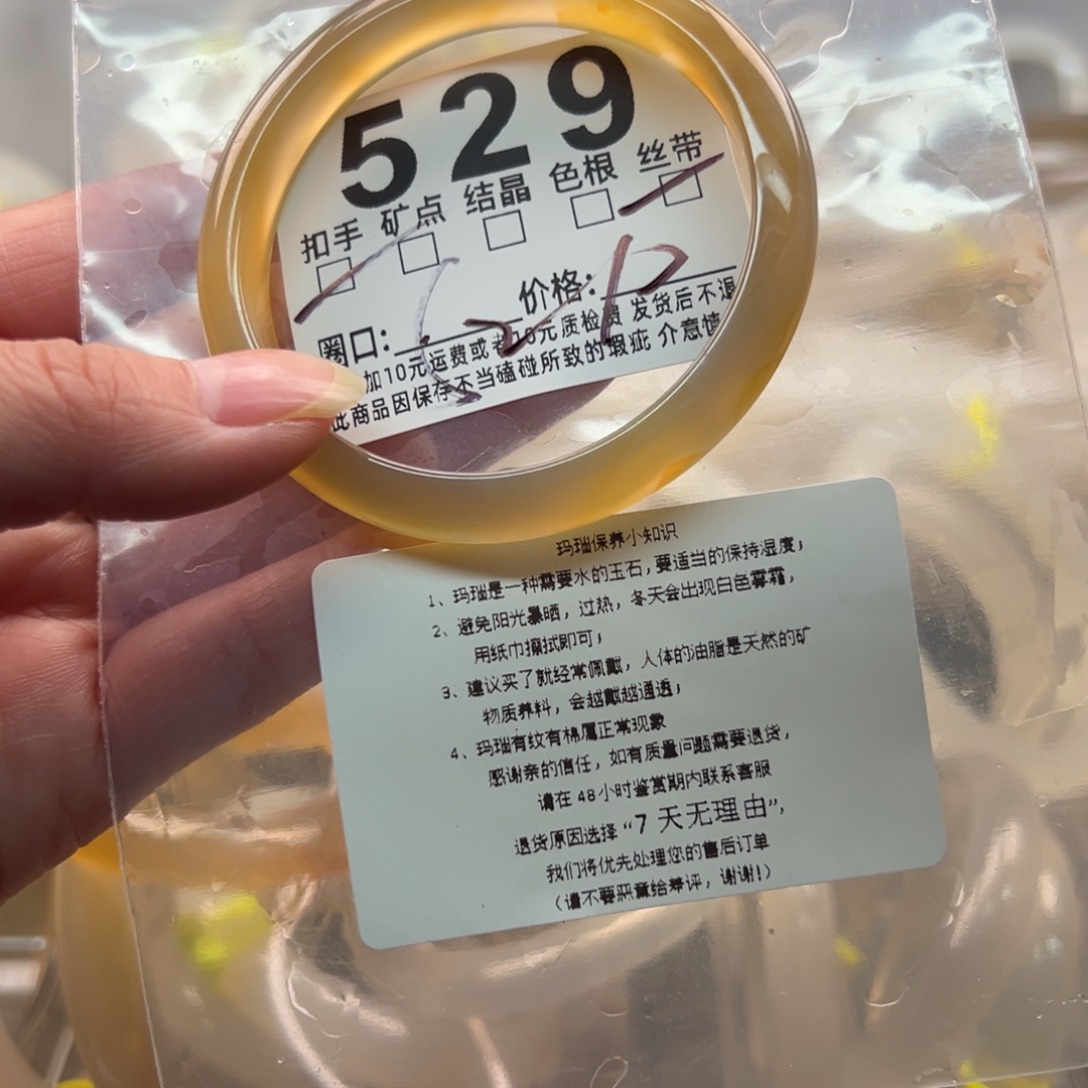 529
扣手 矿点 结晶 色根 丝带
圈口: 价格:
加10元运费或者10元质检费 发货后不退
此商品因保存不当磕碰所致的瑕疵 介意慎
玛瑙保养小知识
1、玛瑙是一种需要水的玉石,要适当的保持湿度;
2、避免阳光暴晒,过热,冬天会出现白色雾霜,
用纸巾擦拭即可;
3、建议买了就经常佩戴,人体的油脂是天然的矿
物质养料,会越戴越通透;
4、玛瑙有纹有棉属正常现象
感谢亲的信任,如有质量问题需要退货,
请在 48小时鉴赏期内联系客服
退货原因选择“7 天无理由”,
我们将优先处理您的售后订单
(请不要恶意给差评,谢谢!)